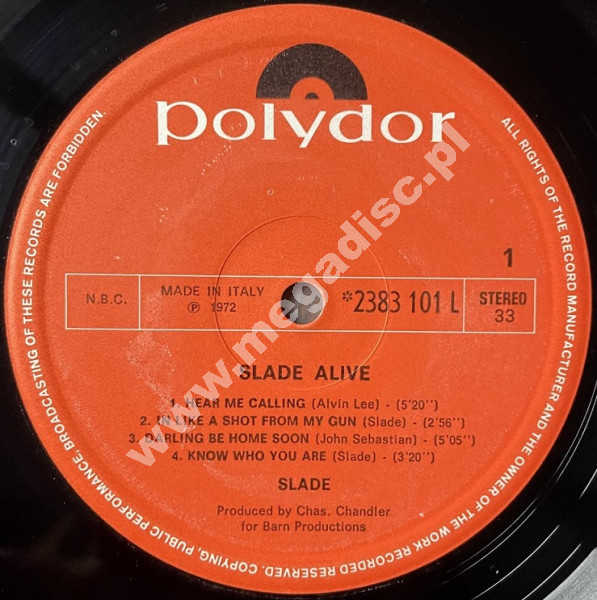 polydor
ALL RIGHTS OF THE RECORD MANUFACTURER AND THE OWNER OF THE WORK RECORDED RESERVED. COPYING, PUBLIC PERFORMANCE, BROADCASTING OF THESE RECORDS ARE FORBIDDEN.
1
N.B.C.
MADE IN ITALY
℗ 1972
*2383 101 L
STEREO
33
SLADE ALIVE
1. HEAR ME CALLING (Alvin Lee) - (5'20'')
2. IN LIKE A SHOT FROM MY GUN (Slade) - (2'56'')
3. DARLING BE HOME SOON (John Sebastian) - (5'05'')
4. KNOW WHO YOU ARE (Slade) - (3'20'')
SLADE
Produced by Chas. Chandler
for Barn Productions
www.megadisc.pl